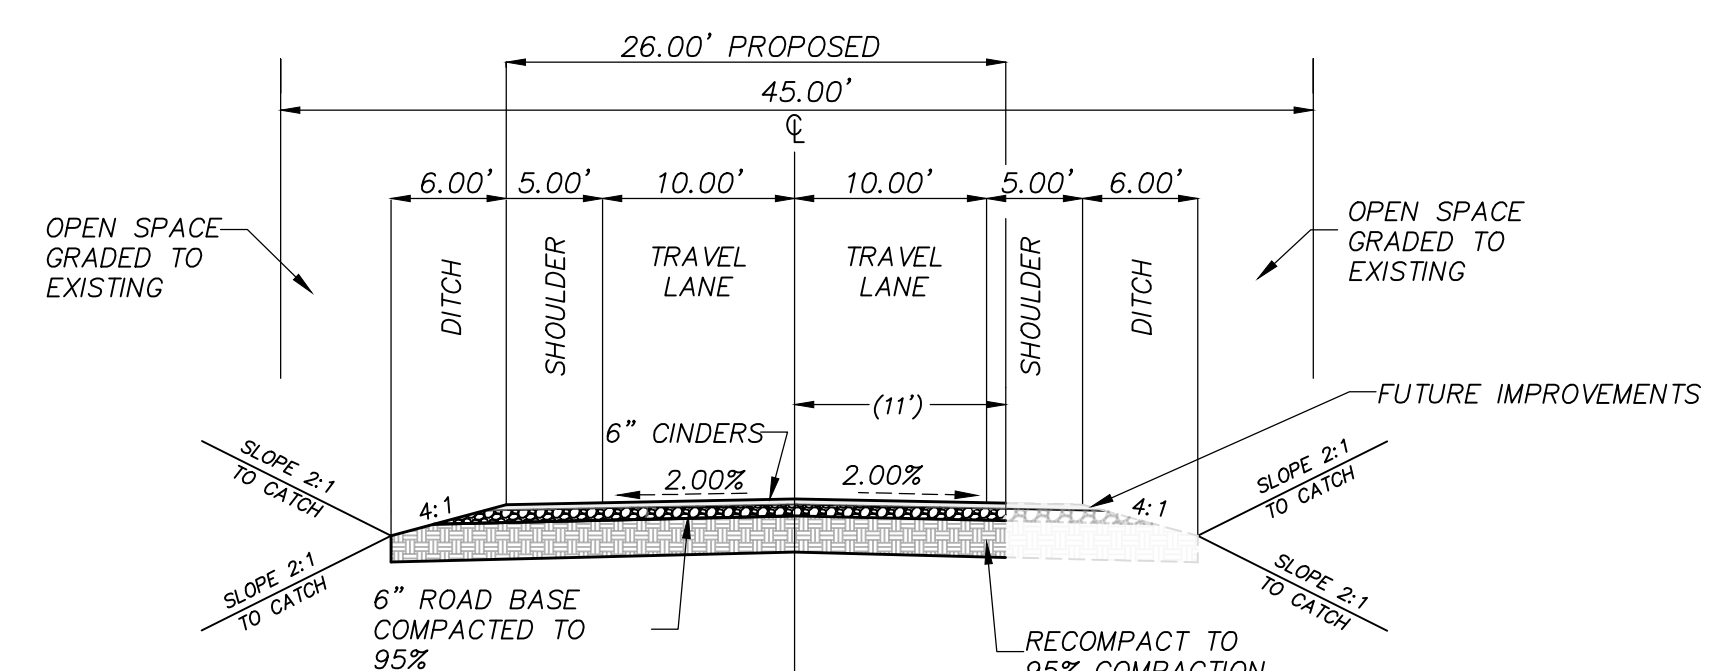 26.00' PROPOSED
45.00'
℄
6.00' 5.00' 10.00' 10.00' 5.00' 6.00'
OPEN SPACE
GRADED TO
EXISTING
DITCH
SHOULDER
TRAVEL
LANE
TRAVEL
LANE
SHOULDER
DITCH
OPEN SPACE
GRADED TO
EXISTING
(11')
FUTURE IMPROVEMENTS
6" CINDERS
2.00%
2.00%
SLOPE 2:1
TO CATCH
4:1
4:1
SLOPE 2:1
TO CATCH
SLOPE 2:1
TO CATCH
SLOPE 2:1
TO CATCH
6" ROAD BASE
COMPACTED TO
95%
RECOMPACT TO
95% COMPACTION